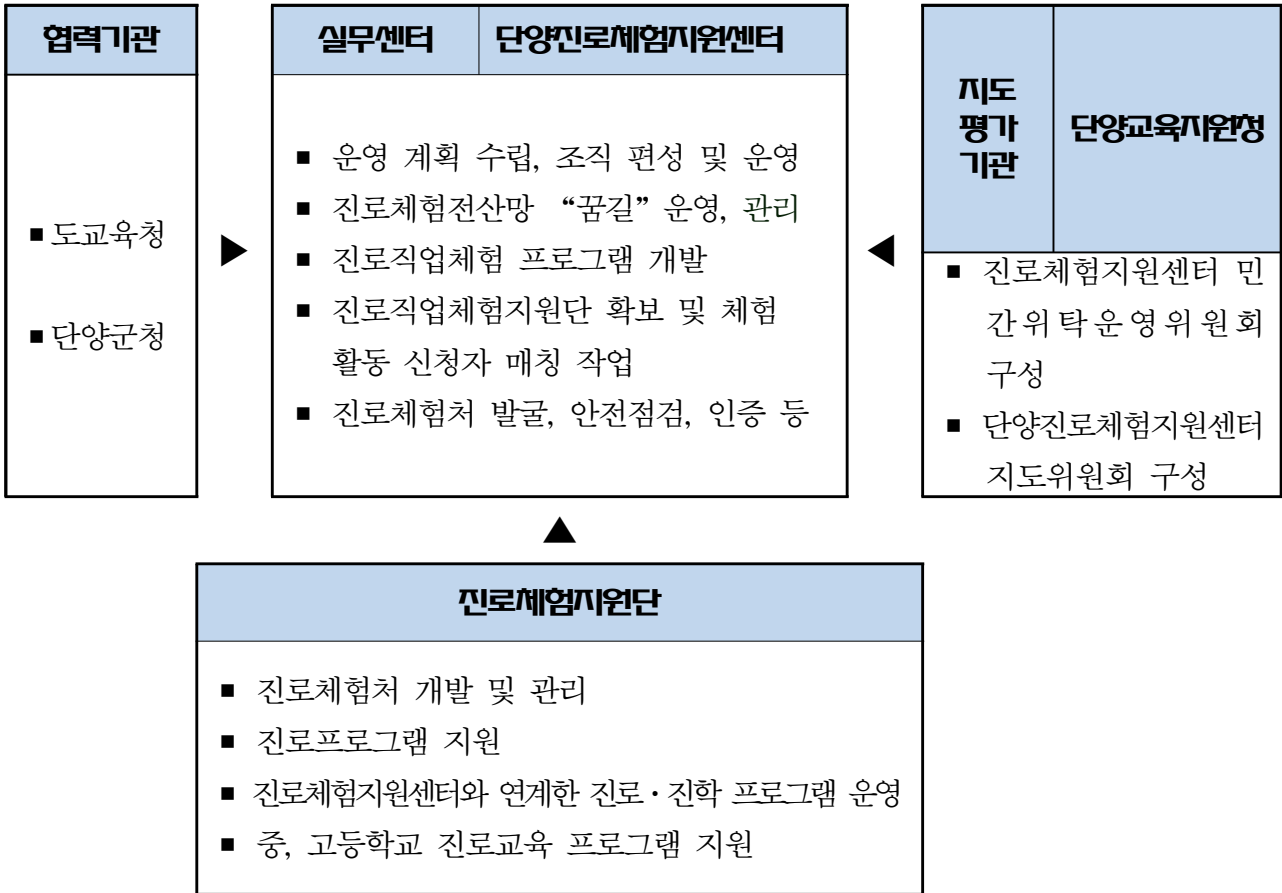 협력기관
■ 도교육청
■ 단양군청
▶
실무센터 단양진로체험지원센터
■ 운영 계획 수립, 조직 편성 및 운영
■ 진로체험전산망 “꿈길” 운영, 관리
■ 진로직업체험 프로그램 개발
■ 진로직업체험지원단 확보 및 체험
활동 신청자 매칭 작업
■ 진로체험처 발굴, 안전점검, 인증 등
◀
지도
평가
기관
단양교육지원청
■ 진로체험지원센터 민
간위탁운영위원회
구성
■ 단양진로체험지원센터
지도위원회 구성
▲
진로체험지원단
■ 진로체험처 개발 및 관리
■ 진로프로그램 지원
■ 진로체험지원센터와 연계한 진로・진학 프로그램 운영
■ 중, 고등학교 진로교육 프로그램 지원